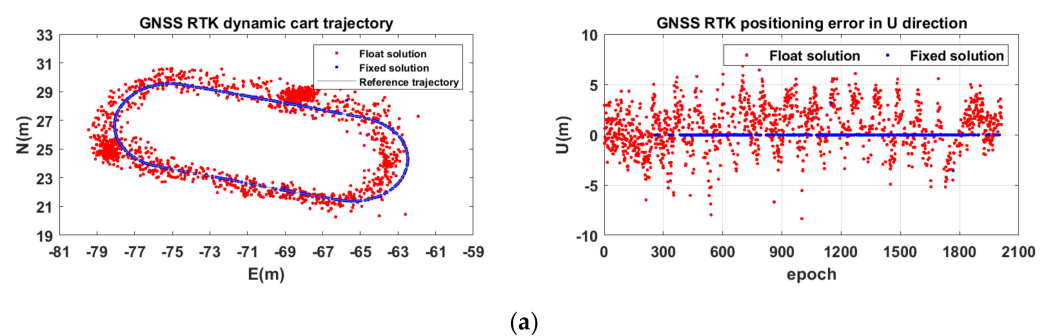 GNSS RTK dynamic cart trajectory
33
31
29
27
25
23
21
19
N(m)
Float solution
Fixed solution
Reference trajectory
-81 -79 -77 -75 -73 -71 -69 -67 -65 -63 -61 -59
E(m)
GNSS RTK positioning error in U direction
10
5
0
-5
-10
U(m)
Float solution Fixed solution
0 300 600 900 1200 1500 1800 2100
epoch
(a)